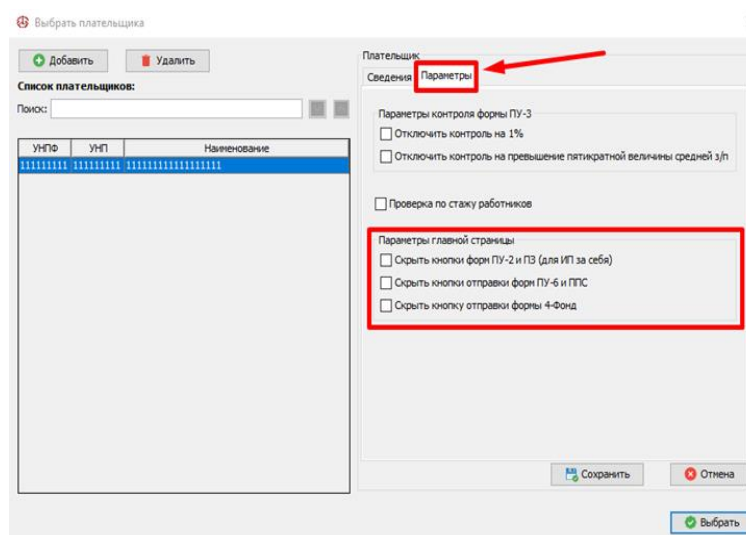 Выбрать плательщика
Добавить
Удалить
Список плательщиков:
Поиск:
УНПФ УНП Наименование
111111111 111111111 111111111111111111
Плательщик
Сведения Параметры
Параметры контроля формы ПУ-3
Отключить контроль на 1%
Отключить контроль на превышение пятикратной величины средней з/п
Проверка по стажу работников
Параметры главной страницы
Скрыть кнопки форм ПУ-2 и ПЗ (для ИП за себя)
Скрыть кнопки отправки форм ПУ-6 и ППС
Скрыть кнопку отправки формы 4-Фонд
Сохранить
Отмена
Выбрать